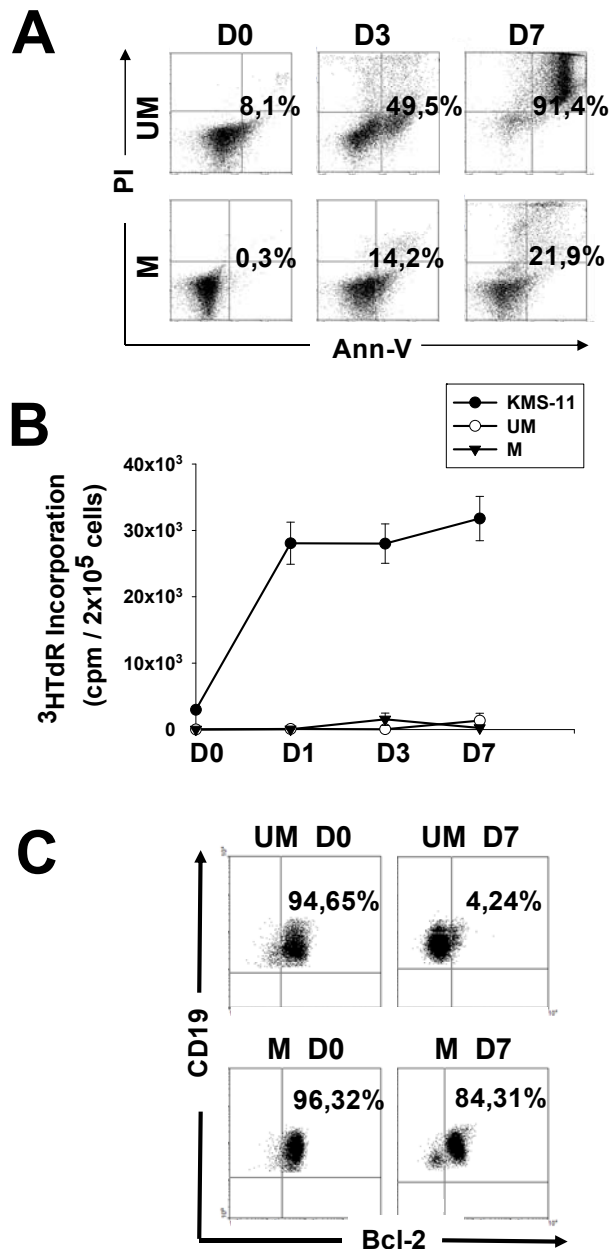 A
D0 D3 D7
UM
8,1% 49,5% 91,4%
PI
M
0,3% 14,2% 21,9%
Ann-V
B
KMS-11
UM
M
³HTdR Incorporation
(cpm / 2x10⁵ cells)
40x10³
30x10³
20x10³
10x10³
0
D0 D1 D3 D7
C
UM D0 UM D7
94,65% 4,24%
CD19
M D0 M D7
96,32% 84,31%
Bcl-2